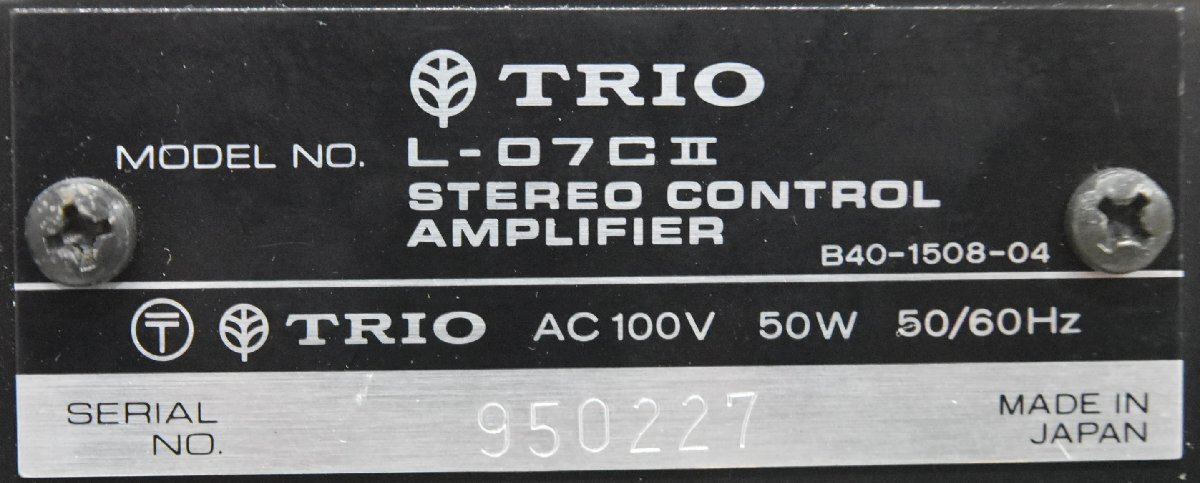 TRIO
MODEL NO. L-07CII
STEREO CONTROL
AMPLIFIER
B40-1508-04
〒 TRIO AC 100V 50W 50/60Hz
SERIAL NO. 950227
MADE IN
JAPAN